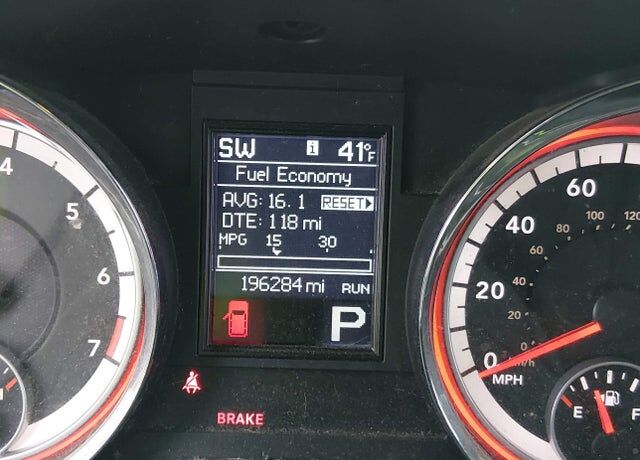 SW i 41°F
Fuel Economy
AVG: 16.1 RESET
DTE: 118 mi
MPG 15 30
196284 mi RUN
P
BRAKE
4
5
6
7
0
20
40
60
MPH
0
20
40
60
80
100
120
km/h
E F